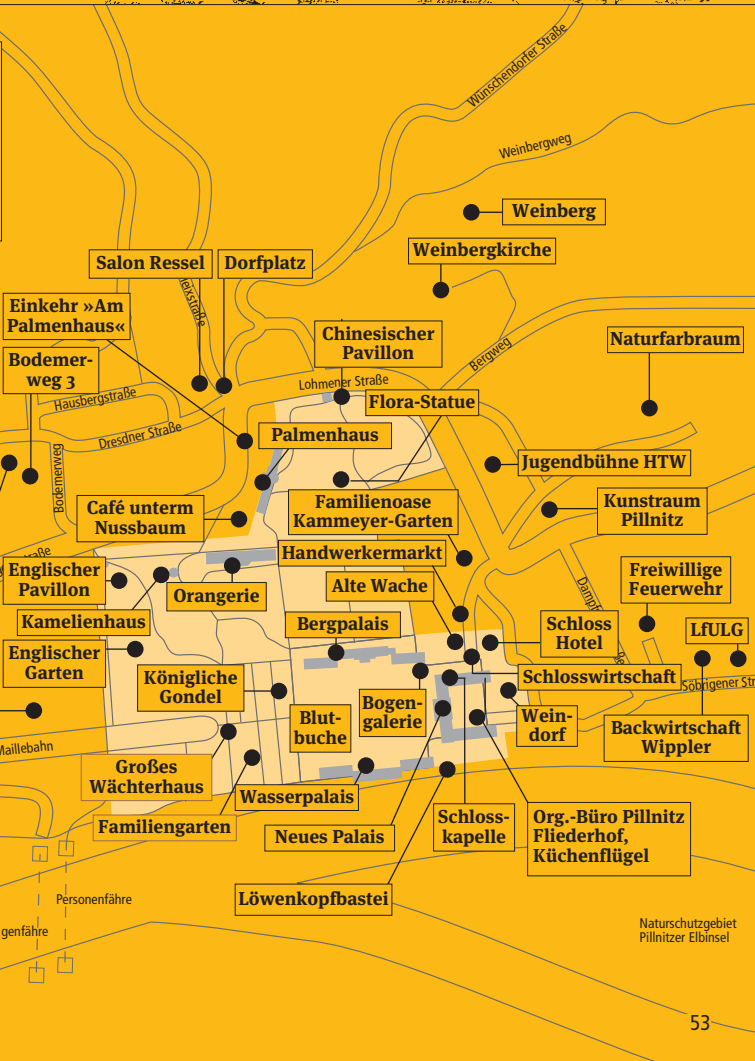 Wünschendorfer Straße
Weinbergweg
Weinberg
Weinbergkirche
Salon Ressel
Dorfplatz
Einkehr »Am
Palmenhaus«
Chinesischer
Pavillon
Bergweg
Naturfarbraum
Bodemer-
weg 3
Lohmener Straße
Hausbergstraße
Flora-Statue
Dresdner Straße
Palmenhaus
Bodemerweg
Jugendbühne HTW
Café unterm
Nussbaum
Familienoase
Kammeyer-Garten
Kunstraum
Pillnitz
Handwerkermarkt
Englischer
Pavillon
Orangerie
Alte Wache
Freiwillige
Feuerwehr
Kamelienhaus
Bergpalais
Schloss
Hotel
LfULG
Englischer
Garten
Königliche
Gondel
Schlosswirtschaft
Söbrigener Str
Blut-
buche
Bogen-
galerie
Wein-
dorf
Backwirtschaft
Wippler
Maillebahn
Großes
Wächterhaus
Wasserpalais
Familiengarten
Neues Palais
Schloss-
kapelle
Org.-Büro Pillnitz
Fliederhof,
Küchenflügel
Löwenkopfbastei
Personenfähre
genfähre
Naturschutzgebiet
Pillnitzer Elbinsel
53